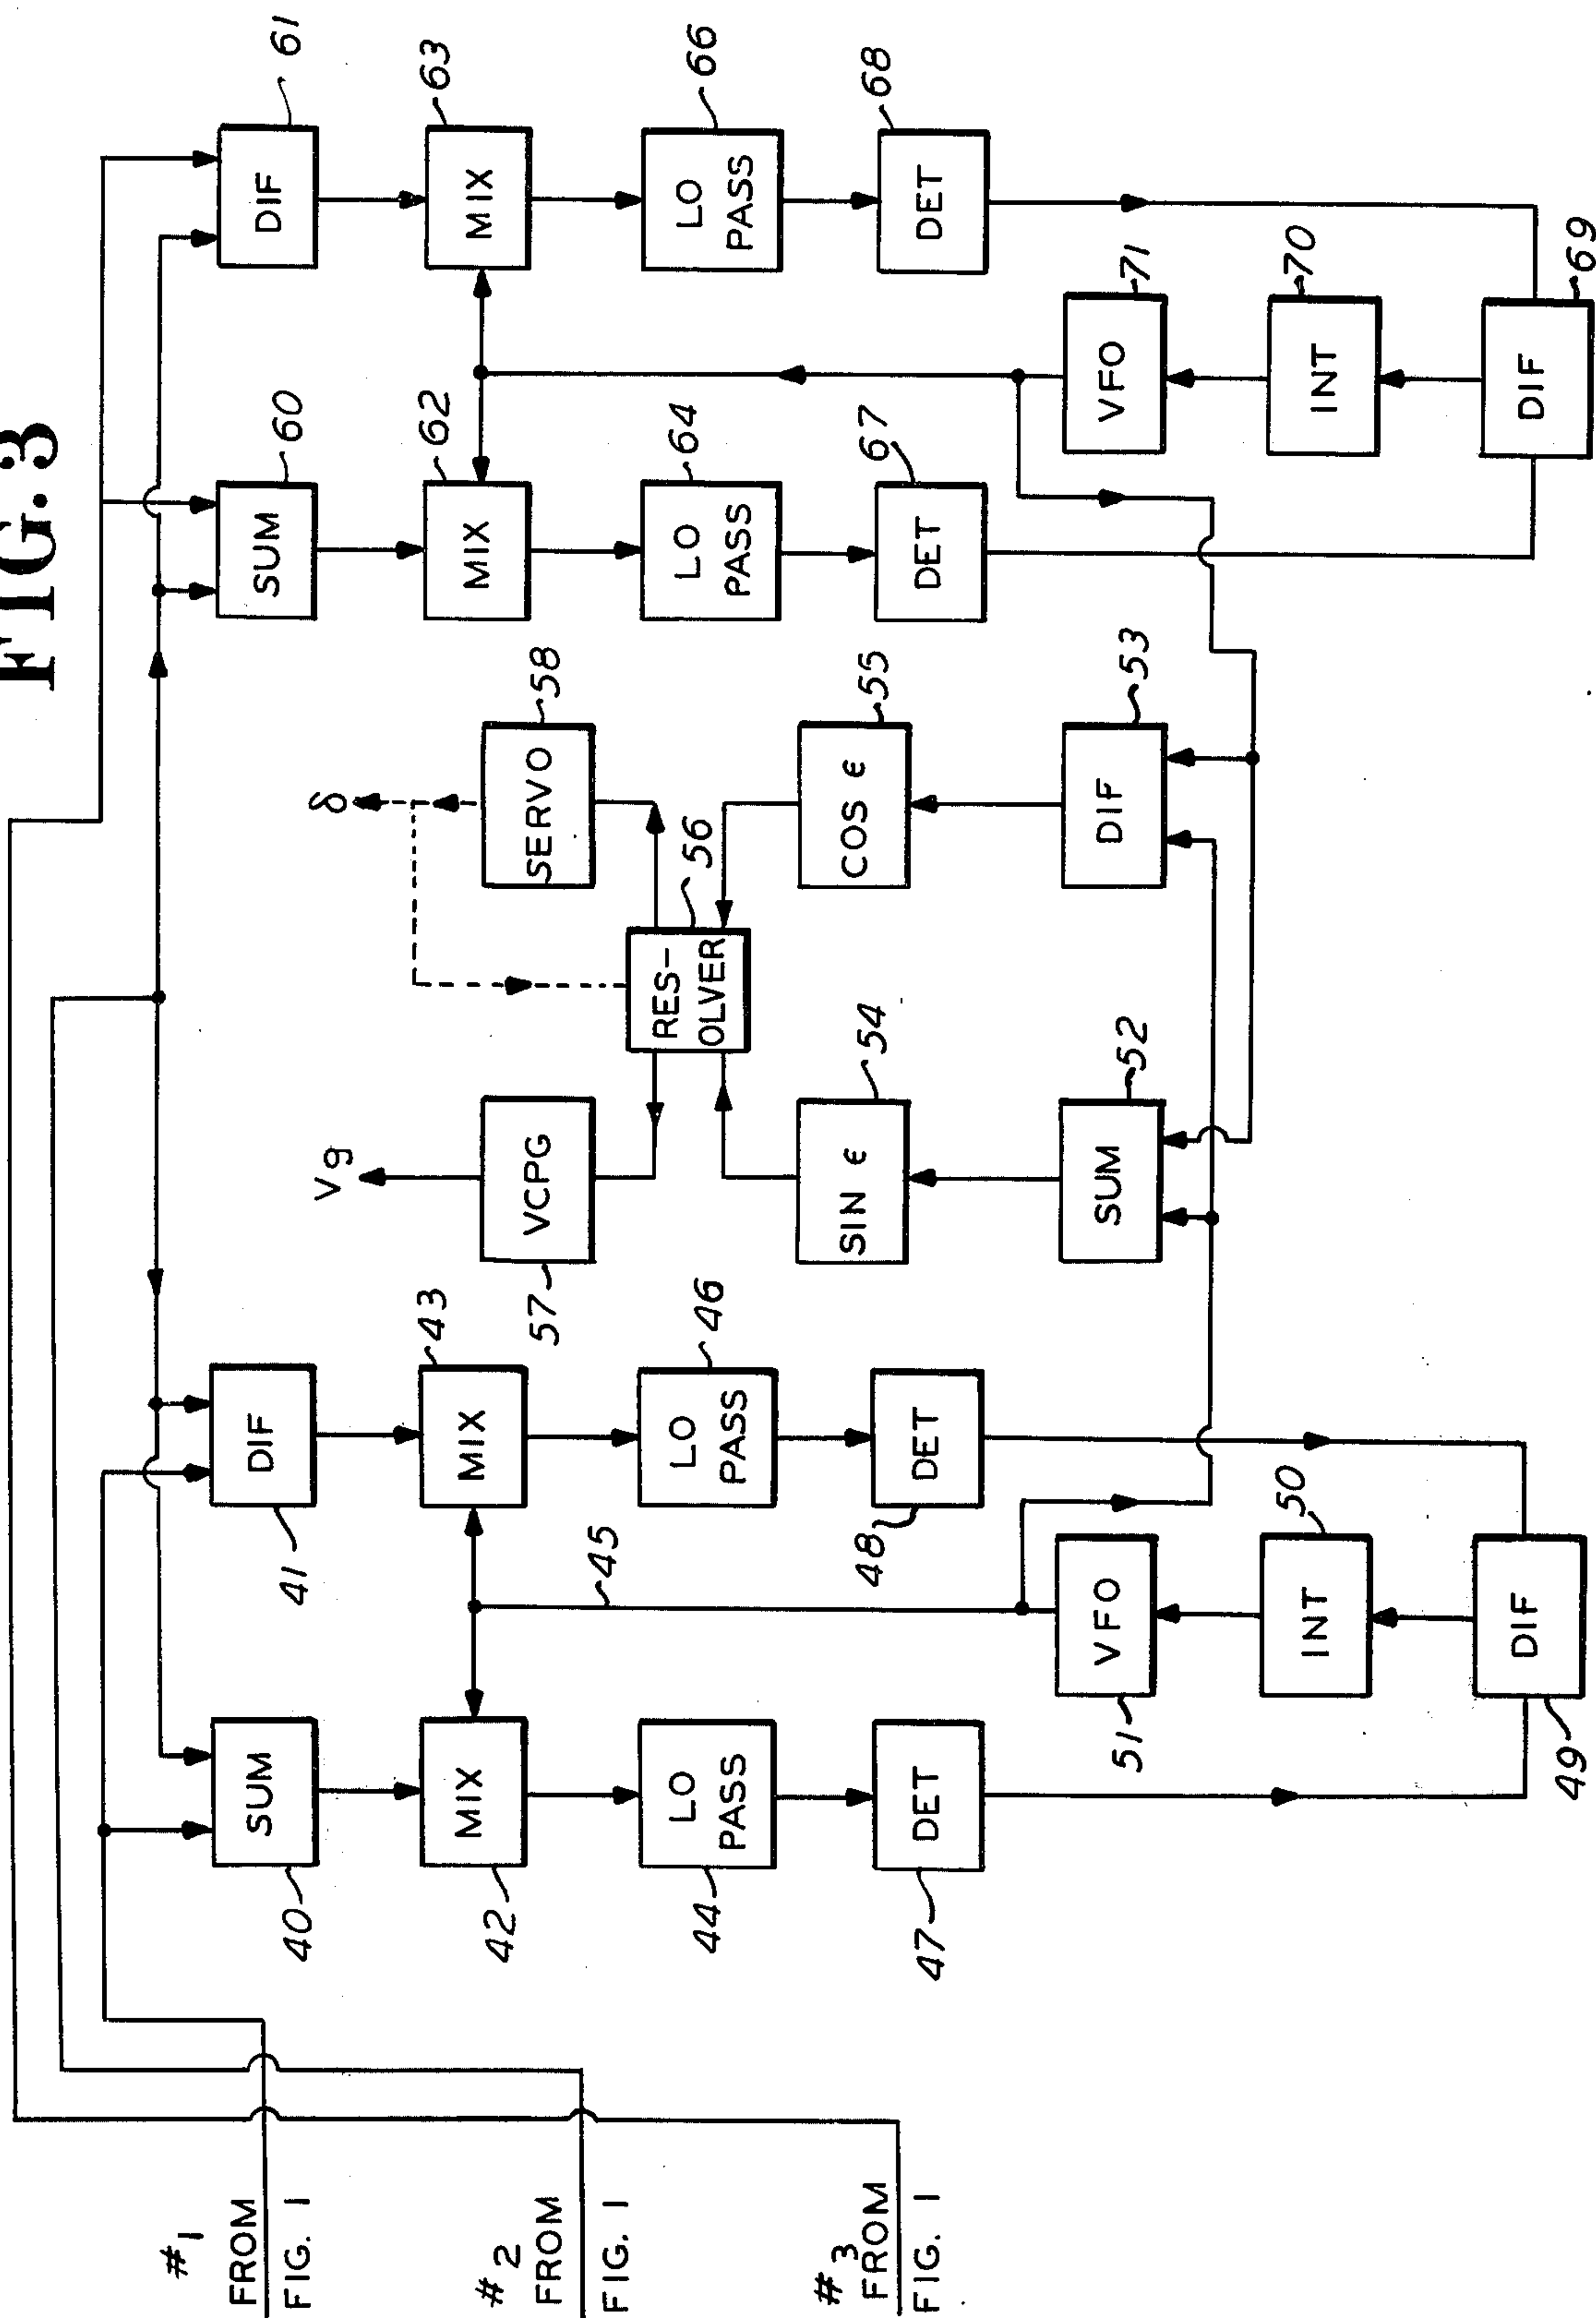 FIG. 3
#1
FROM
FIG. 1
#2
FROM
FIG. 1
#3
FROM
FIG. 1
SUM
40
DIF
41
SUM
60
DIF
61
MIX
42
MIX
43
MIX
62
MIX
63
45
LO
PASS
44
LO
PASS
46
LO
PASS
64
LO
PASS
66
DET
47
DET
48
DET
67
DET
68
Vg
δ
VCPG
57
SERVO
58
RES-
OLVER
56
SIN ϵ
54
COS ϵ
55
SUM
52
DIF
53
VFO
51
VFO
71
INT
50
INT
70
DIF
49
DIF
69